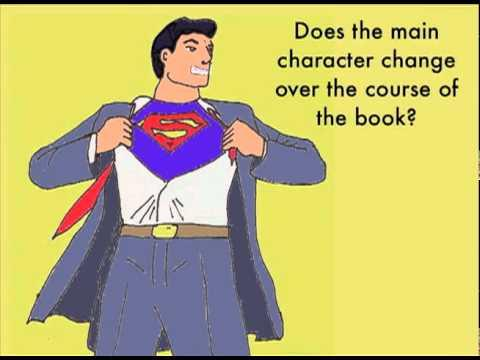 Does the main
character change
over the course of
the book?